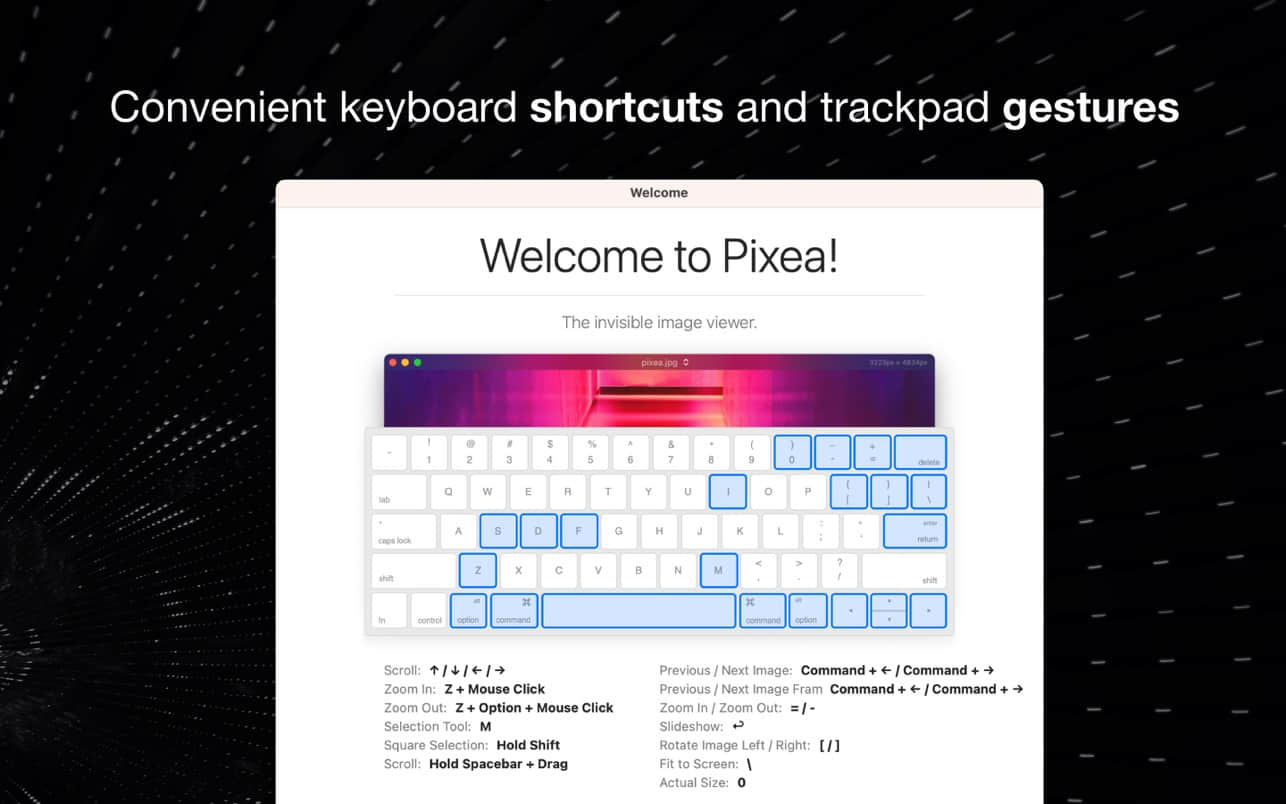 Convenient keyboard shortcuts and trackpad gestures
Welcome
Welcome to Pixea!
The invisible image viewer.
pixea.jpg
! @ # $ % ^ & * ( ) – +
1 2 3 4 5 6 7 8 9 0 - = delete
tab Q W E R T Y U I O P { [ } ] | \
caps lock A S D F G H J K L : ; " ' enter return
shift Z X C V B N M < , > . ? / shift
fn control alt option ⌘ command ⌘ command alt option
Scroll: ↑ / ↓ / ← / →
Zoom In: Z + Mouse Click
Zoom Out: Z + Option + Mouse Click
Selection Tool: M
Square Selection: Hold Shift
Scroll: Hold Spacebar + Drag
Previous / Next Image: Command + ← / Command + →
Previous / Next Image Fram Command + ← / Command + →
Zoom In / Zoom Out: = / -
Slideshow: ↩
Rotate Image Left / Right: [ / ]
Fit to Screen: \
Actual Size: 0